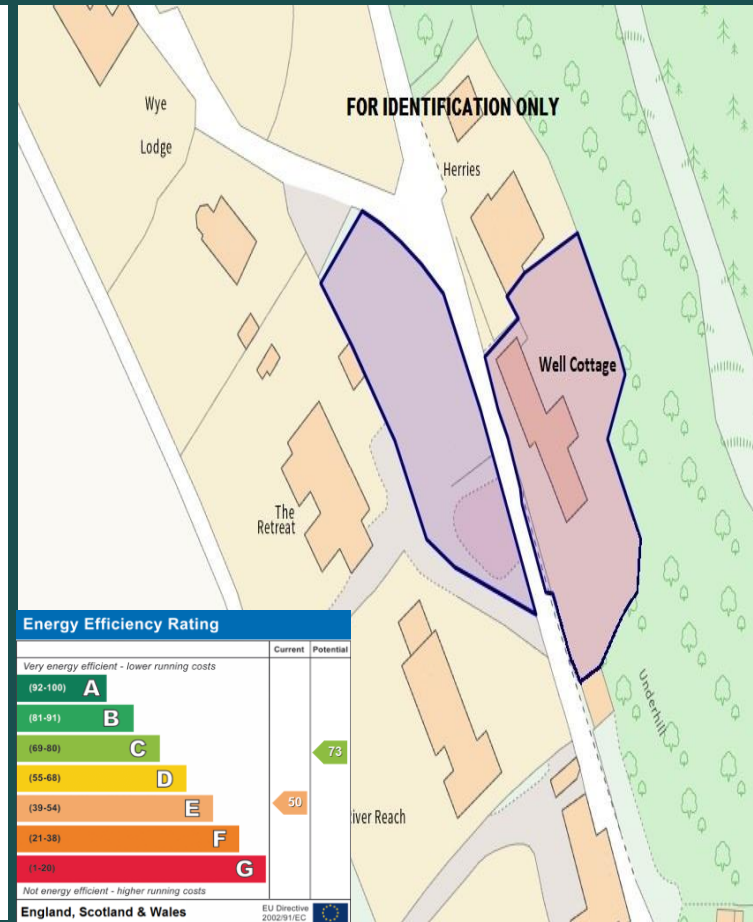 Wye
Lodge
FOR IDENTIFICATION ONLY
Herries
Well Cottage
The
Retreat
Underhill
iver Reach
Energy Efficiency Rating
Current Potential
Very energy efficient - lower running costs
(92-100) A
(81-91) B
(69-80) C
73
(55-68) D
(39-54) E
50
(21-38) F
(1-20) G
Not energy efficient - higher running costs
England, Scotland & Wales
EU Directive
2002/91/EC